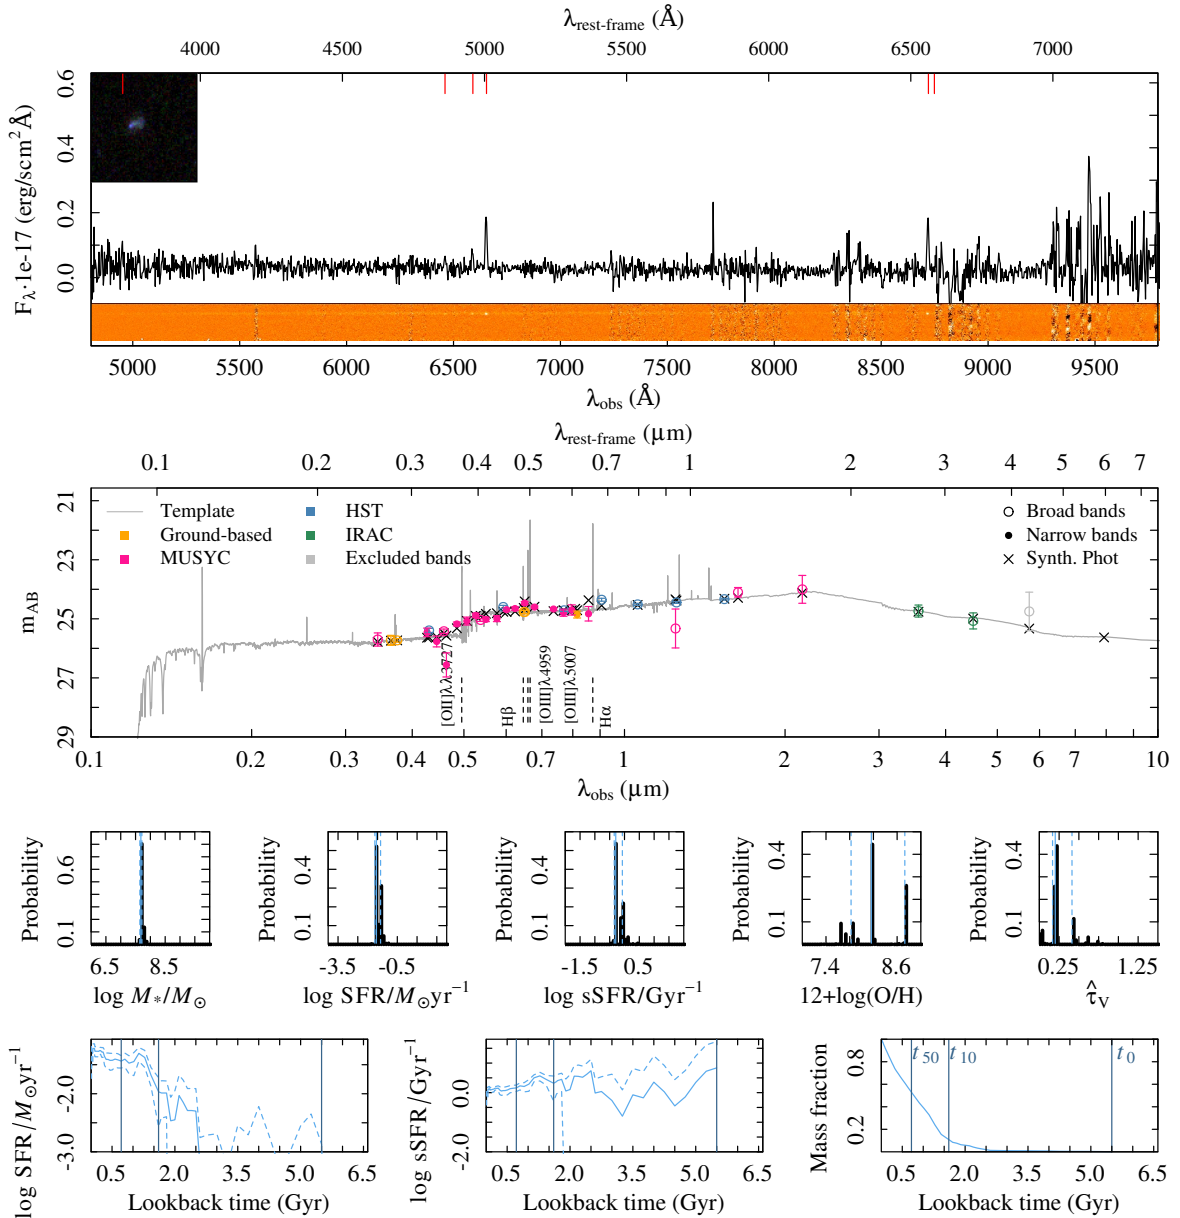 λrest-frame (Å)
4000 4500 5000 5500 6000 6500 7000
Fλ·1e-17 (erg/scm²Å)
0.0 0.2 0.4 0.6
5000 5500 6000 6500 7000 7500 8000 8500 9000 9500
λobs (Å)
λrest-frame (μm)
0.1 0.2 0.3 0.4 0.5 0.7 1 2 3 4 5 6 7
mAB
21 23 25 27 29
Template
Ground-based
MUSYC
HST
IRAC
Excluded bands
Broad bands
Narrow bands
Synth. Phot
[OII]λλ3727
Hβ
[OIII]λ4959
[OIII]λ5007
Hα
0.1 0.2 0.3 0.4 0.5 0.7 1 2 3 4 5 6 7 10
λobs (μm)
Probability
0.1 0.6
6.5 8.5
log M*/M⊙
Probability
0.1 0.4
-3.5 -0.5
log SFR/M⊙yr⁻¹
Probability
0.1 0.4
-1.5 0.5
log sSFR/Gyr⁻¹
Probability
0.1 0.4
7.4 8.6
12+log(O/H)
Probability
0.1 0.4
0.25 1.25
τ̂V
log SFR/M⊙yr⁻¹
-3.0 -2.0
0.5 2.0 3.5 5.0 6.5
Lookback time (Gyr)
log sSFR/Gyr⁻¹
-2.0 0.0
0.5 2.0 3.5 5.0 6.5
Lookback time (Gyr)
Mass fraction
0.2 0.8
t50 t10 t0
0.5 2.0 3.5 5.0 6.5
Lookback time (Gyr)